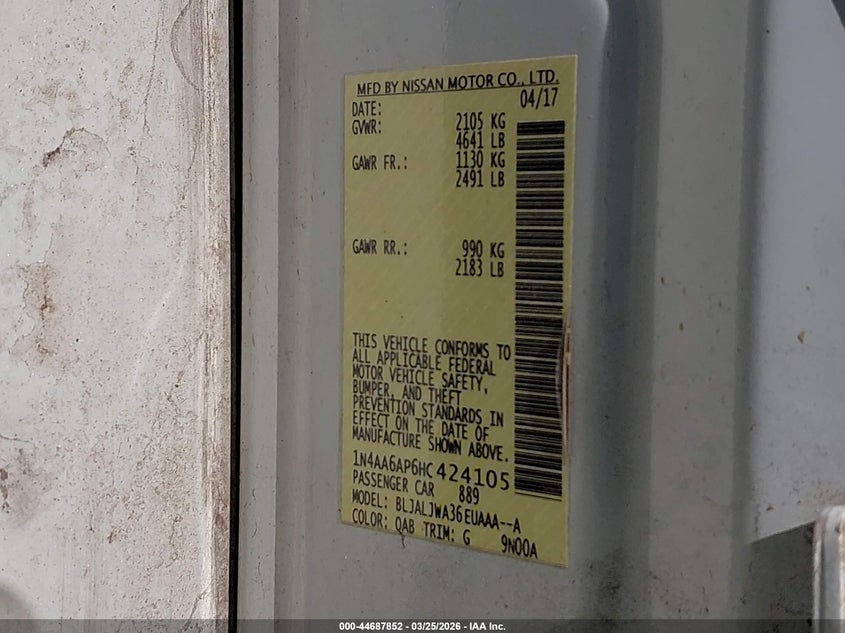 MFD BY NISSAN MOTOR CO., LTD.
DATE: 04/17
GVWR: 2105 KG
4641 LB
GAWR FR.: 1130 KG
2491 LB
GAWR RR.: 990 KG
2183 LB
THIS VEHICLE CONFORMS TO
ALL APPLICABLE FEDERAL
MOTOR VEHICLE SAFETY,
BUMPER, AND THEFT
PREVENTION STANDARDS IN
EFFECT ON THE DATE OF
MANUFACTURE SHOWN ABOVE.
1N4AA6AP6HC424105
PASSENGER CAR 889
MODEL: BLJALJWA36EUAAA--A
COLOR: QAB TRIM: G 9N00A
000-44687852 - 03/25/2026 - IAA Inc.